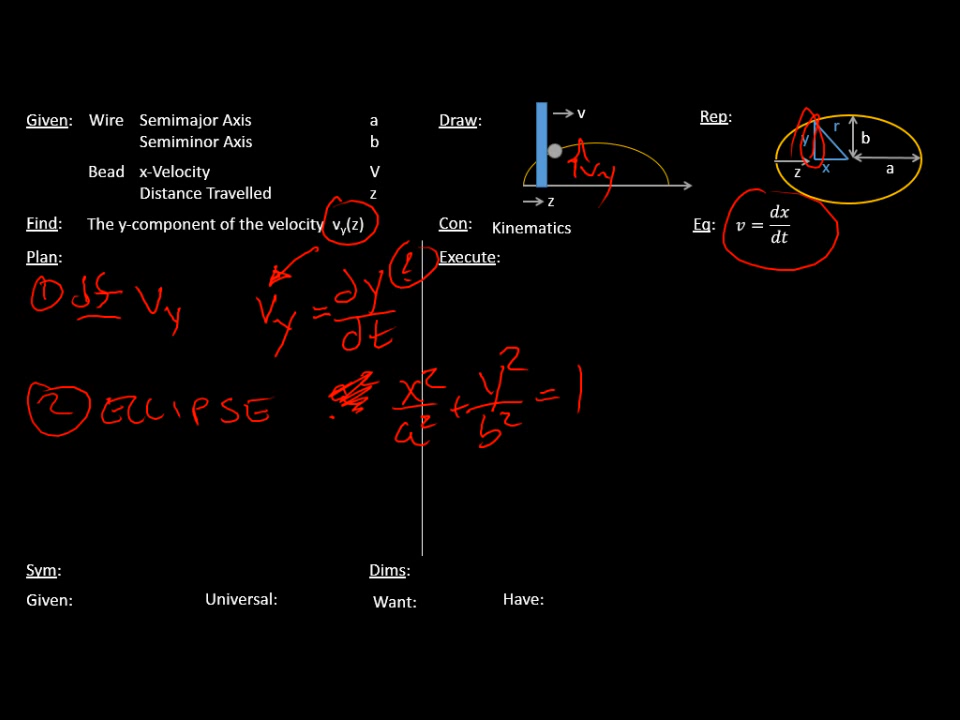 Given: Wire Semimajor Axis a
Semiminor Axis b
Bead x-Velocity V
Distance Travelled z
Find: The y-component of the velocity v_y(z)
Draw:
v
v_y
z
Rep:
r
y
b
z
x
a
Con: Kinematics
Eq: v = dx/dt
Plan:
① df v_y v_y = dy/dt
② ELLIPSE x²/a² + y²/b² = 1
Execute:
Sym:
Dims:
Given: Universal:
Want: Have: